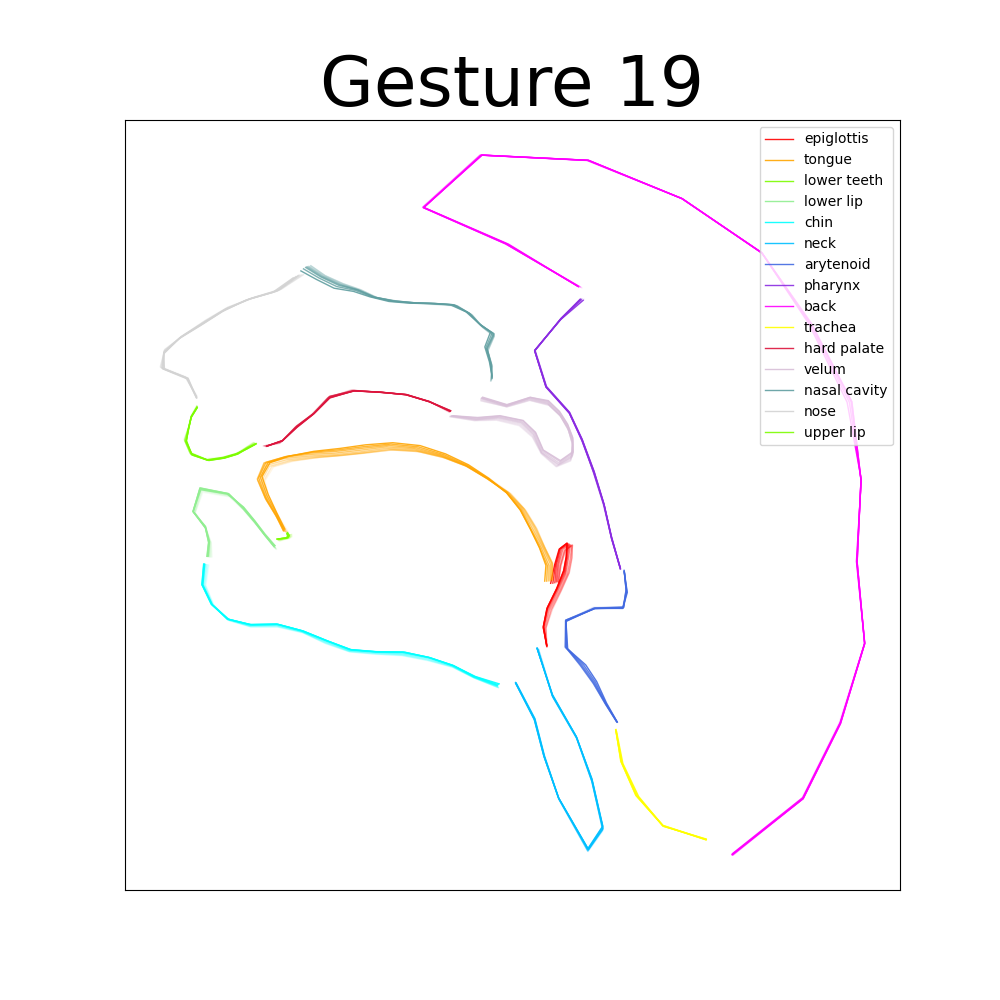 Gesture 19
epiglottis
tongue
lower teeth
lower lip
chin
neck
arytenoid
pharynx
back
trachea
hard palate
velum
nasal cavity
nose
upper lip